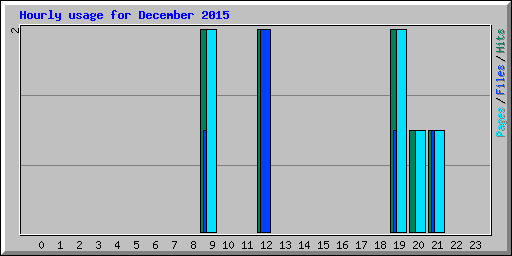 Hourly usage for December 2015
2
Pages/Files/Hits
0 1 2 3 4 5 6 7 8 9 10 11 12 13 14 15 16 17 18 19 20 21 22 23